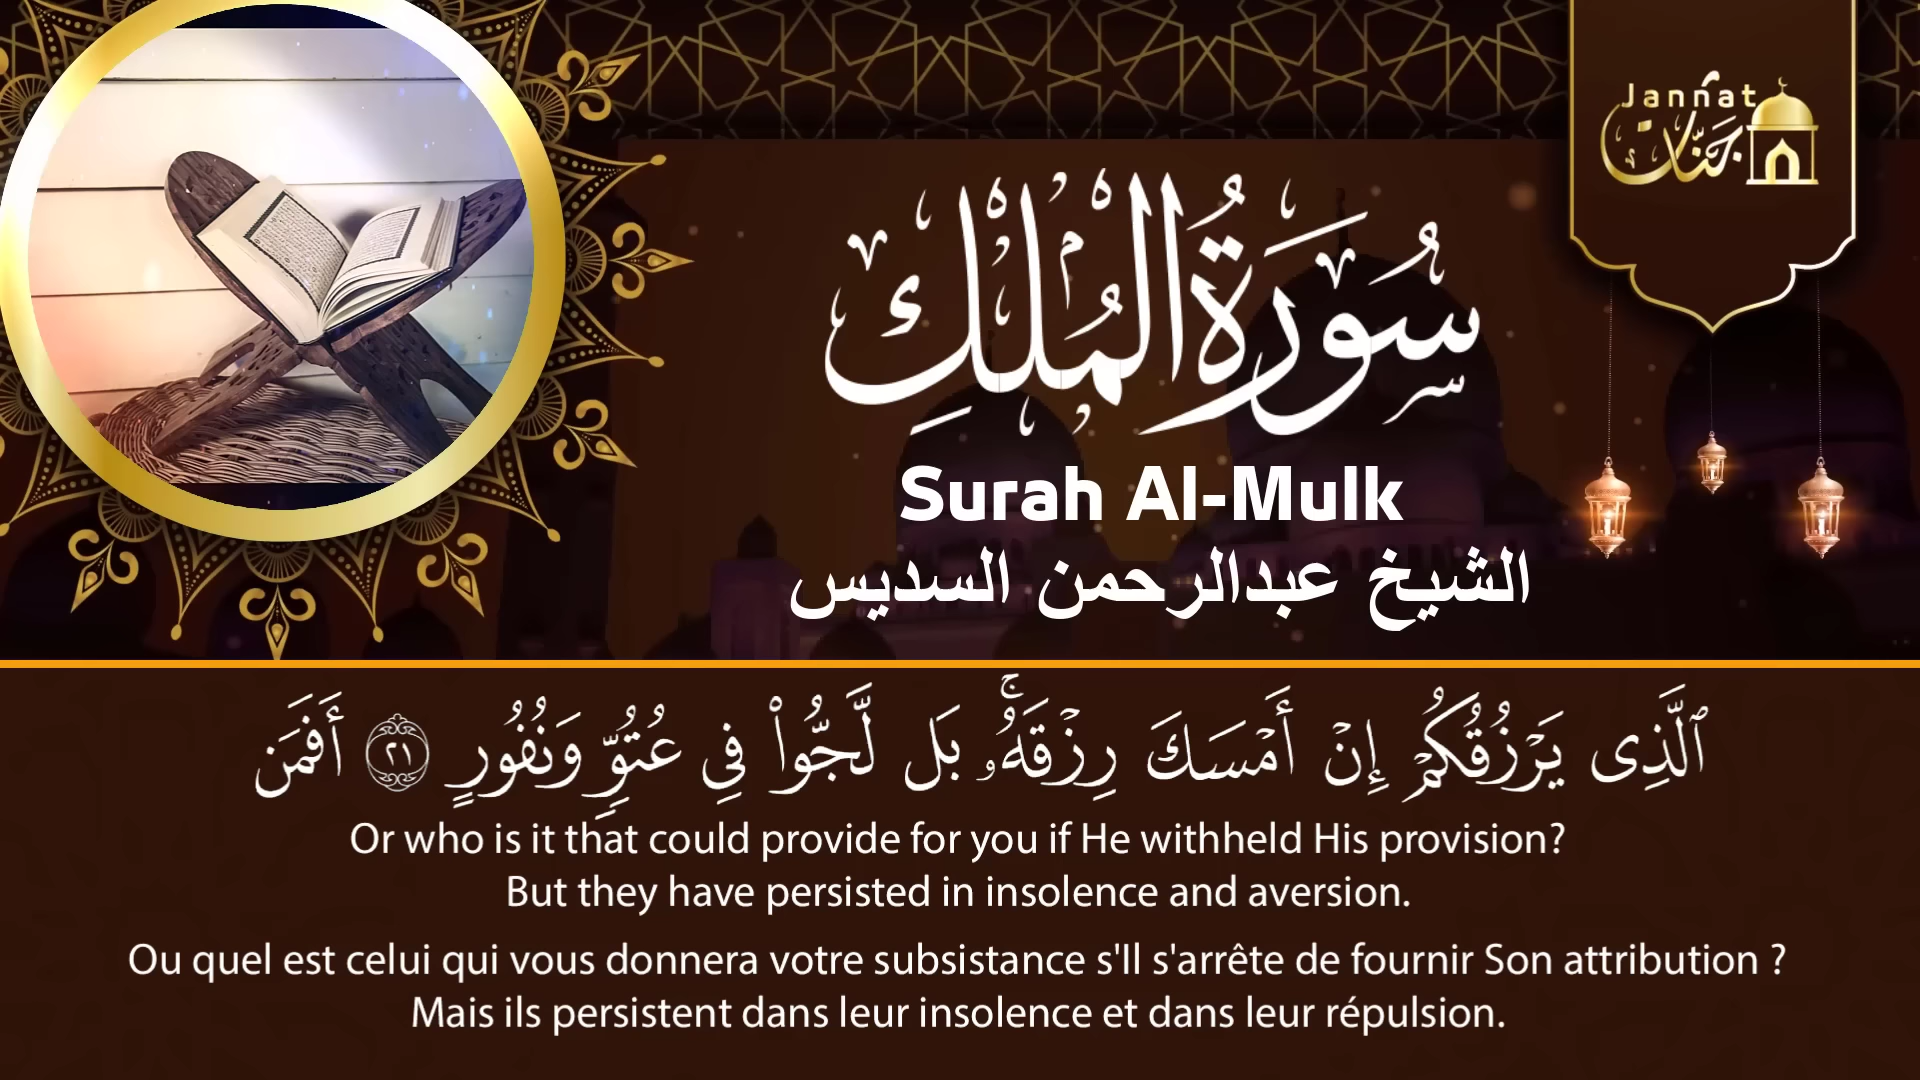 Jannat
جنات
سُورَةُ المُلْكِ
Surah Al-Mulk
الشيخ عبدالرحمن السديس
ٱلَّذِى يَرْزُقُكُمْ إِنْ أَمْسَكَ رِزْقَهُۥۚ بَل لَّجُّوا۟ فِى عُتُوٍّ وَنُفُورٍ ٢١ أَفَمَن
Or who is it that could provide for you if He withheld His provision?
But they have persisted in insolence and aversion.
Ou quel est celui qui vous donnera votre subsistance s'Il s'arrête de fournir Son attribution ?
Mais ils persistent dans leur insolence et dans leur répulsion.